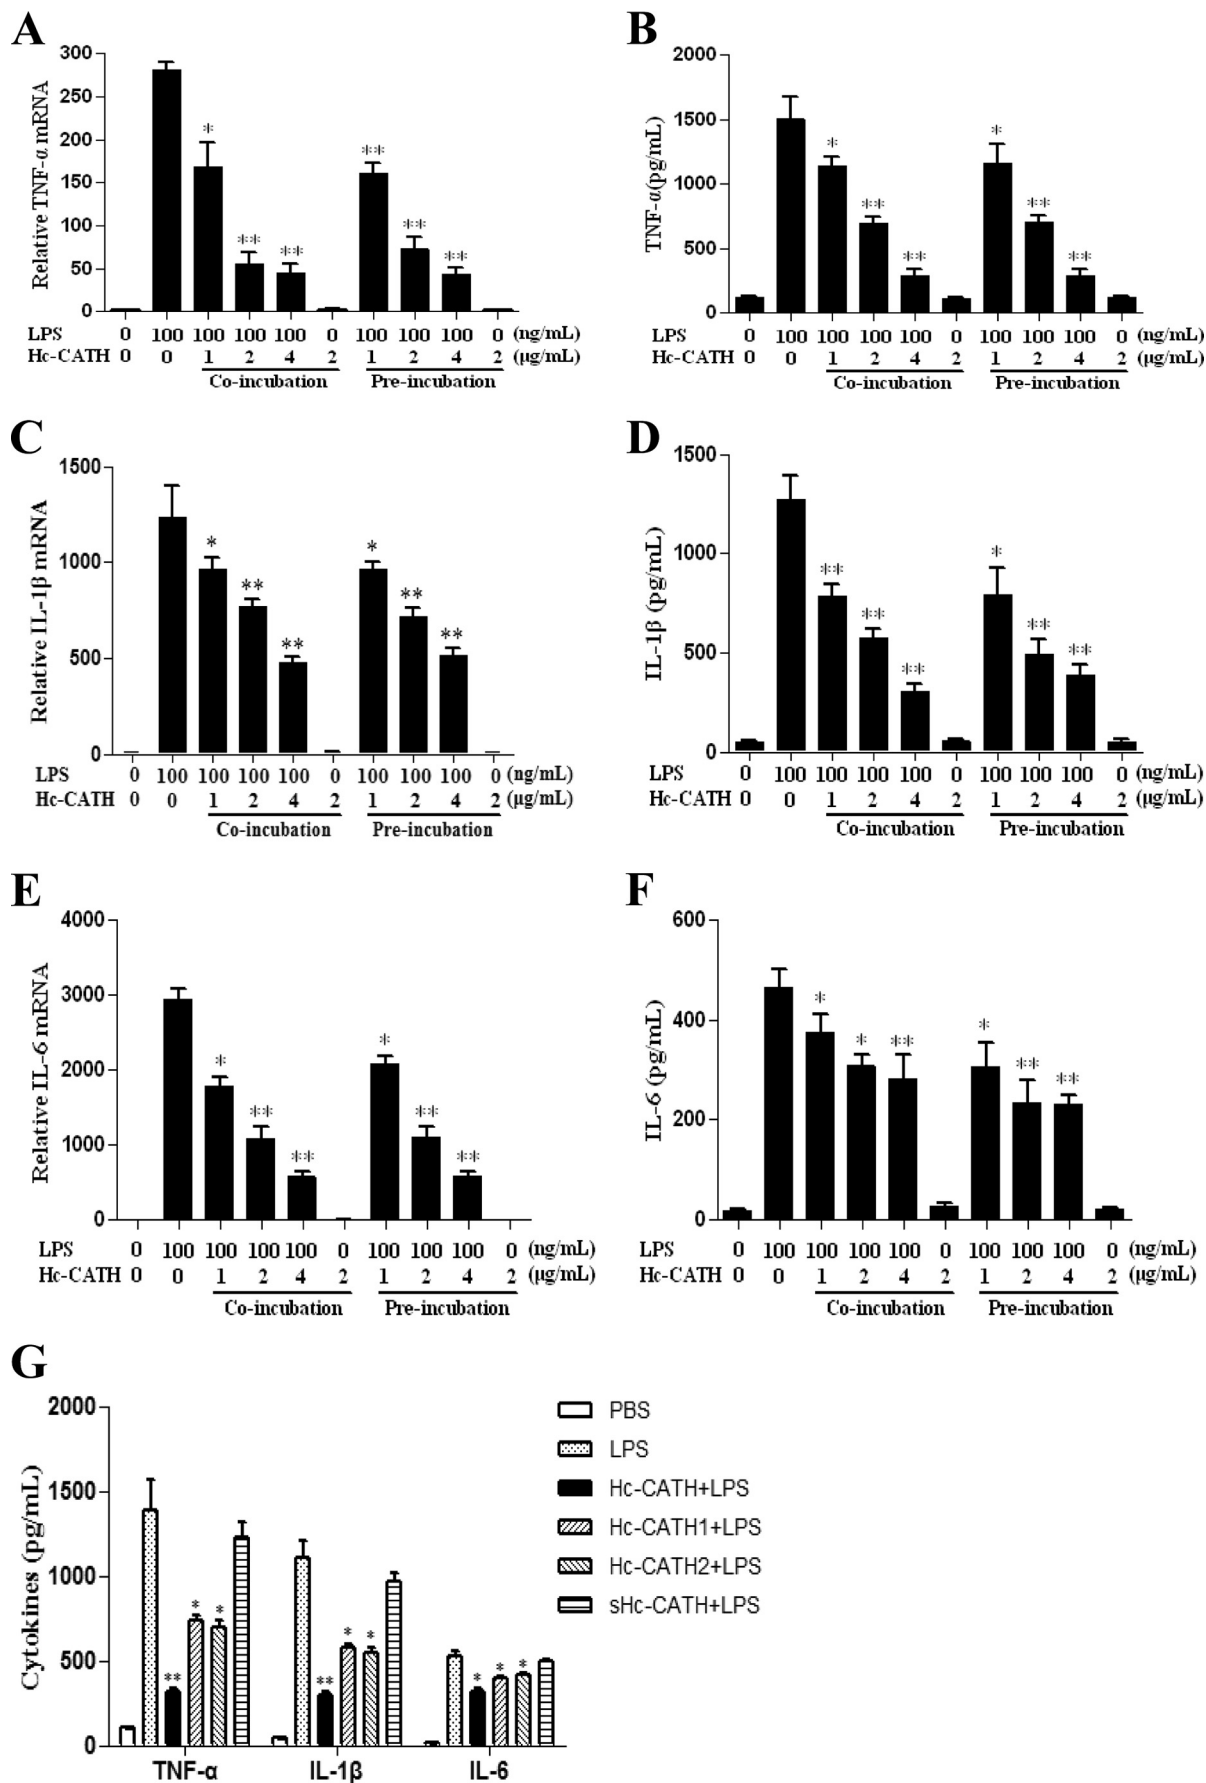 A
Relative TNF-α mRNA
300
250
200
150
100
50
0
* ** ** ** ** **
LPS 0 100 100 100 100 0 100 100 100 0 (ng/mL)
Hc-CATH 0 0 1 2 4 2 1 2 4 2 (μg/mL)
Co-incubation Pre-incubation
B
TNF-α(pg/mL)
2000
1500
1000
500
0
* ** ** * ** **
LPS 0 100 100 100 100 0 100 100 100 0 (ng/mL)
Hc-CATH 0 0 1 2 4 2 1 2 4 2 (μg/mL)
Co-incubation Pre-incubation
C
Relative IL-1β mRNA
1500
1000
500
0
* ** ** * ** **
LPS 0 100 100 100 100 0 100 100 100 0 (ng/mL)
Hc-CATH 0 0 1 2 4 2 1 2 4 2 (μg/mL)
Co-incubation Pre-incubation
D
IL-1β (pg/mL)
1500
1000
500
0
** ** ** * ** **
LPS 0 100 100 100 100 0 100 100 100 0 (ng/mL)
Hc-CATH 0 0 1 2 4 2 1 2 4 2 (μg/mL)
Co-incubation Pre-incubation
E
Relative IL-6 mRNA
4000
3000
2000
1000
0
* ** ** * ** **
LPS 0 100 100 100 100 0 100 100 100 0 (ng/mL)
Hc-CATH 0 0 1 2 4 2 1 2 4 2 (μg/mL)
Co-incubation Pre-incubation
F
IL-6 (pg/mL)
600
400
200
0
* * ** * ** **
LPS 0 100 100 100 100 0 100 100 100 0 (ng/mL)
Hc-CATH 0 0 1 2 4 2 1 2 4 2 (μg/mL)
Co-incubation Pre-incubation
G
Cytokines (pg/mL)
2000
1500
1000
500
0
** * * ** * * * * *
TNF-α IL-1β IL-6
PBS
LPS
Hc-CATH+LPS
Hc-CATH1+LPS
Hc-CATH2+LPS
sHc-CATH+LPS